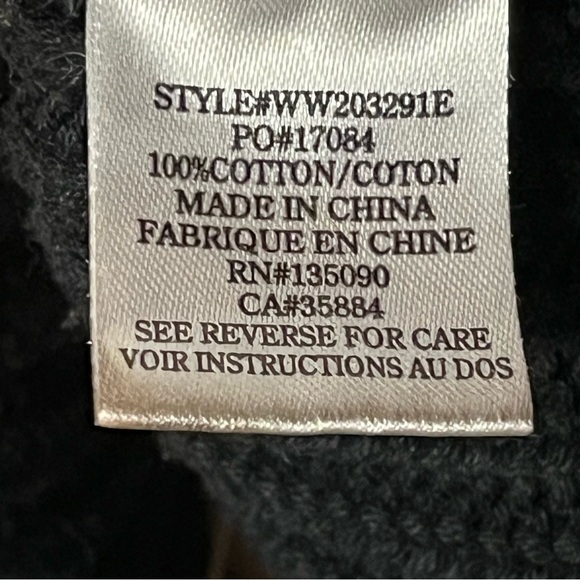 STYLE#WW203291E
PO#17084
100%COTTON/COTON
MADE IN CHINA
FABRIQUE EN CHINE
RN#135090
CA#35884
SEE REVERSE FOR CARE
VOIR INSTRUCTIONS AU DOS